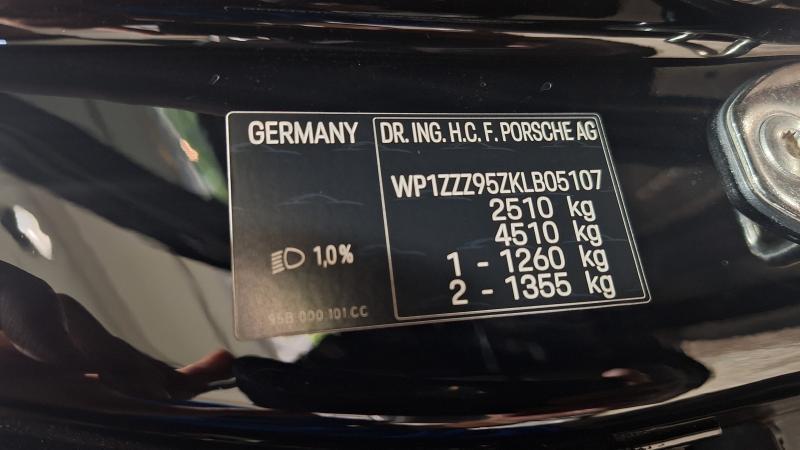 GERMANY
DR. ING. H.C. F. PORSCHE AG
WP1ZZZ95ZKLB05107
2510 kg
4510 kg
1 - 1260 kg
2 - 1355 kg
1,0%
95B 000 101 CC